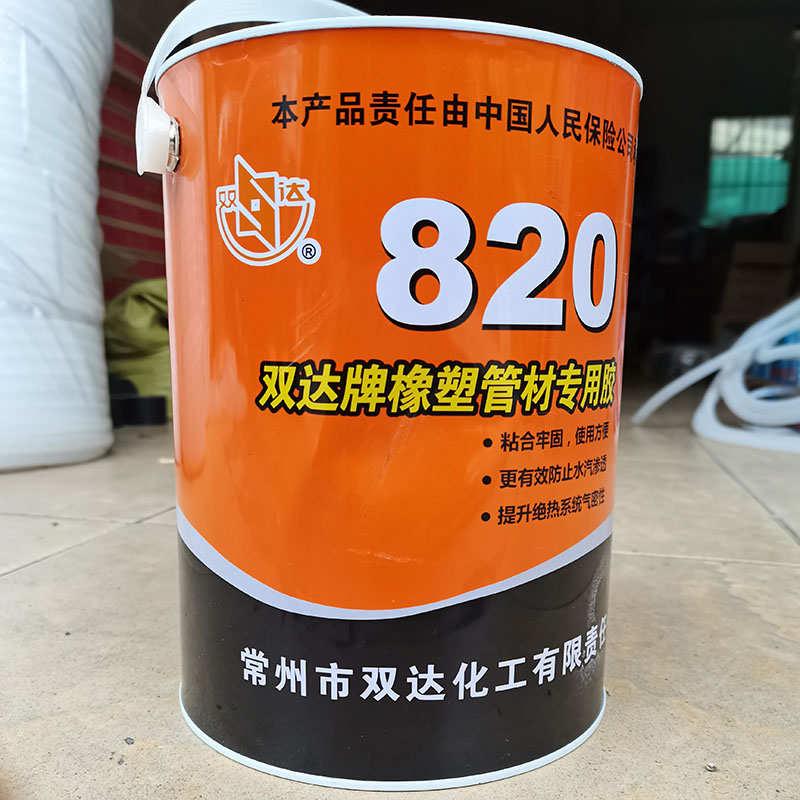 本产品责任由中国人民保险公司
双达
®
820
双达牌橡塑管材专用胶
• 粘合牢固，使用方便
• 更有效防止水汽渗透
• 提升绝热系统气密性
常州市双达化工有限责任